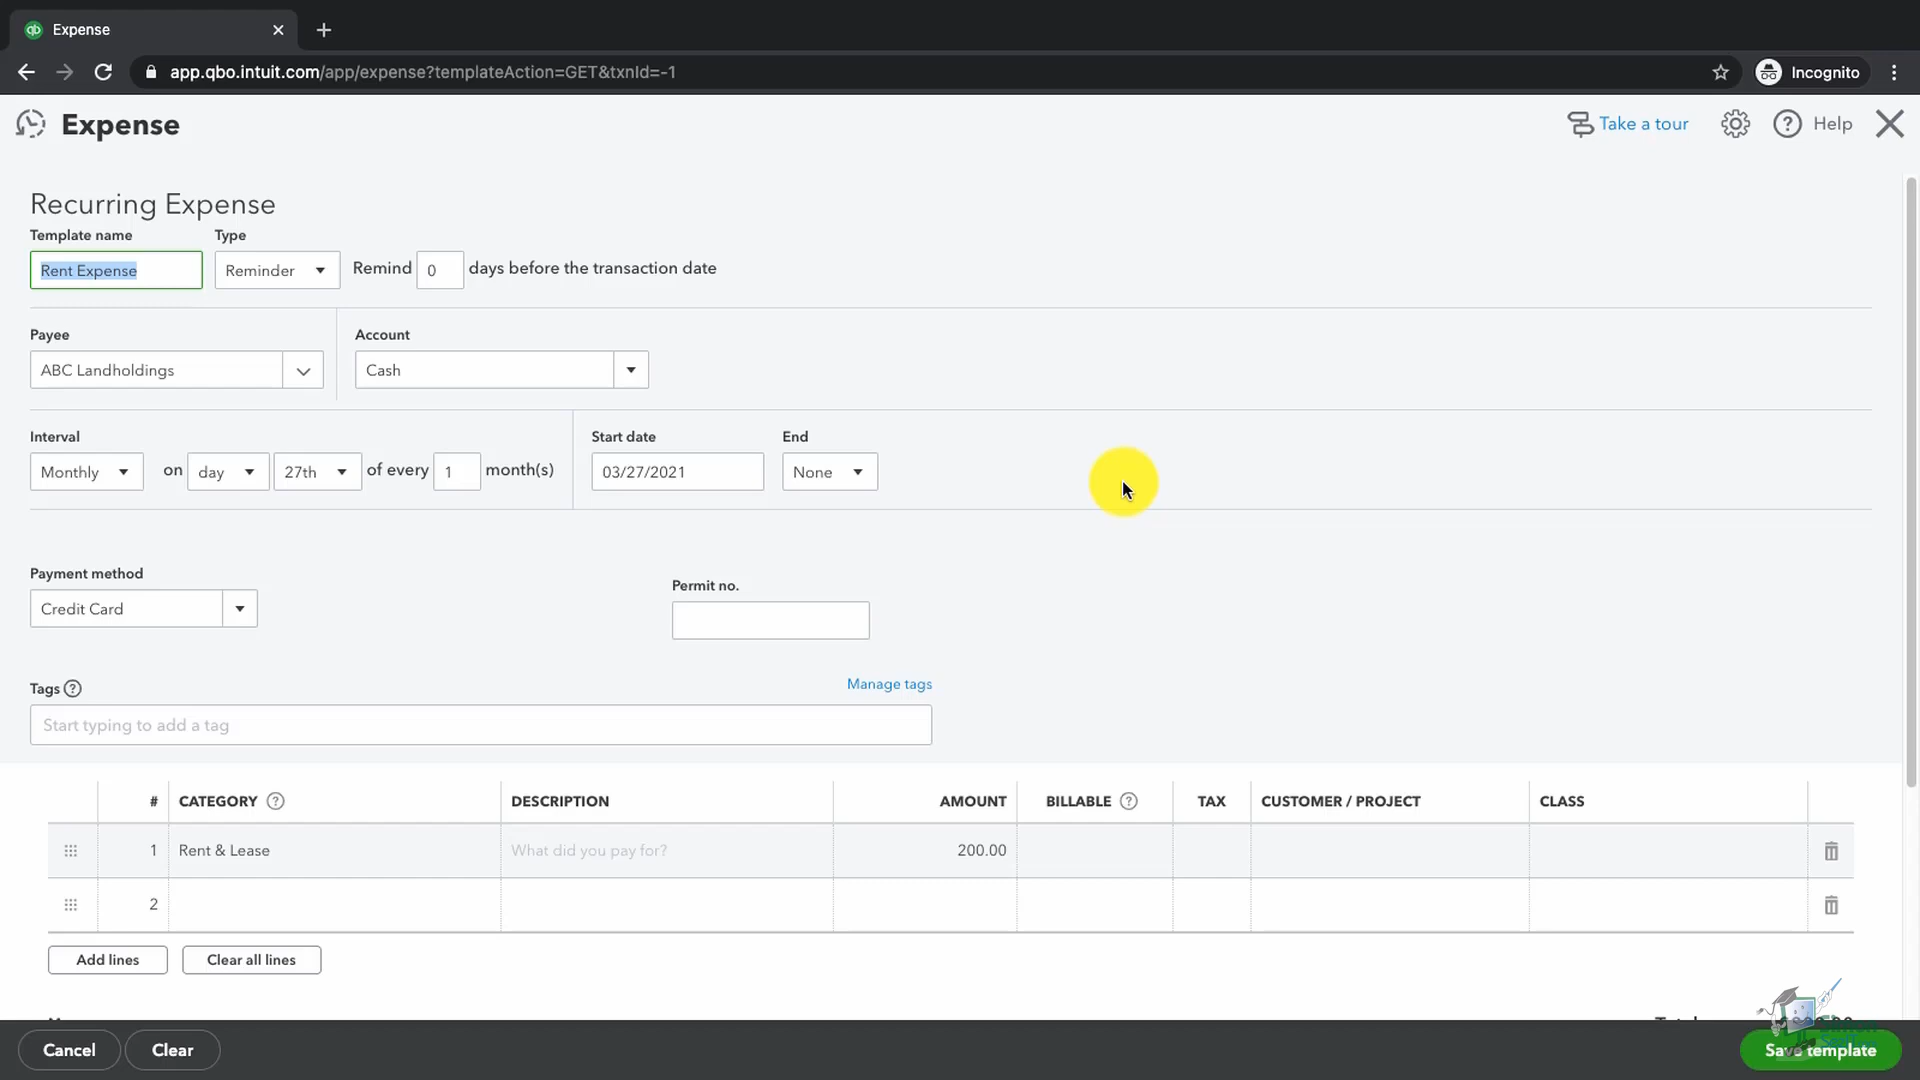 Expense
app.qbo.intuit.com/app/expense?templateAction=GET&txnId=-1
Incognito
Expense
Take a tour
Help
Recurring Expense
Template name Type
Rent Expense Reminder Remind 0 days before the transaction date
Payee Account
ABC Landholdings Cash
Interval Start date End
Monthly on day 27th of every 1 month(s) 03/27/2021 None
Payment method
Permit no.
Credit Card
Tags Manage tags
Start typing to add a tag
# CATEGORY DESCRIPTION AMOUNT BILLABLE TAX CUSTOMER / PROJECT CLASS
1 Rent & Lease What did you pay for? 200.00
2
Add lines Clear all lines
Cancel Clear Save template